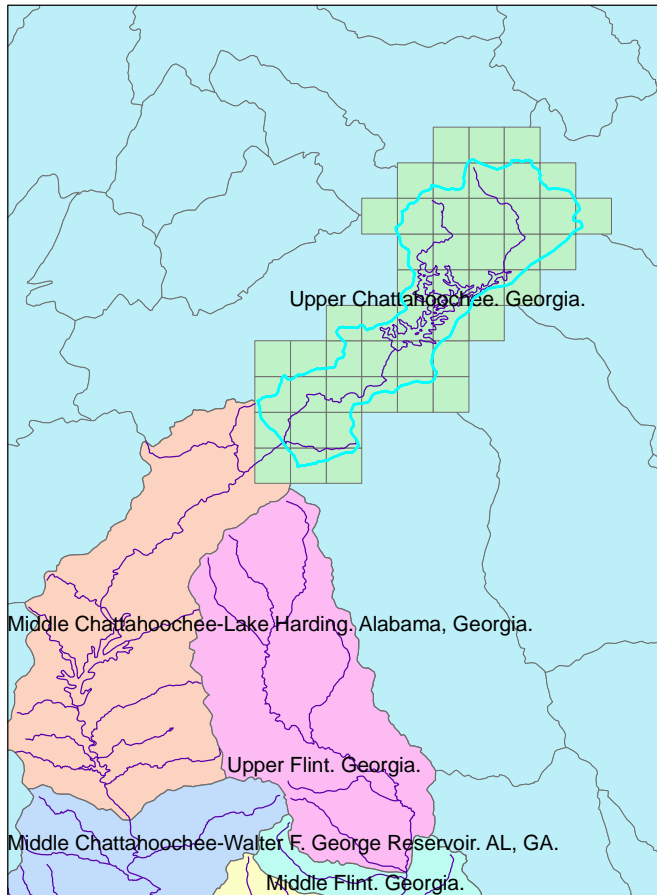 Upper Chattahoochee. Georgia.
Middle Chattahoochee-Lake Harding. Alabama, Georgia.
Upper Flint. Georgia.
Middle Chattahoochee-Walter F. George Reservoir. AL, GA.
Middle Flint. Georgia.